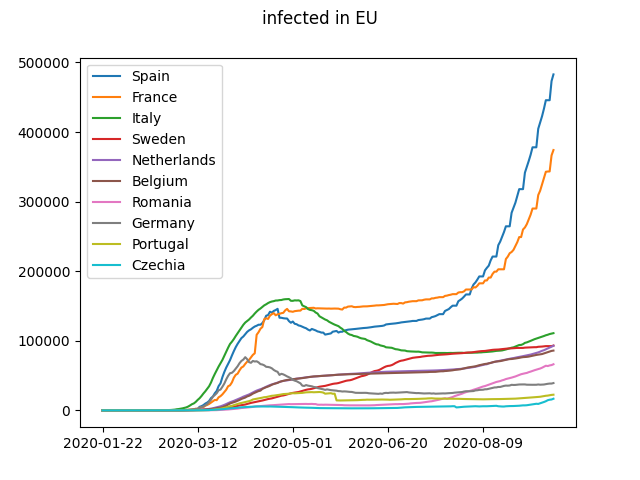 infected in EU
500000
400000
300000
200000
100000
0
Spain
France
Italy
Sweden
Netherlands
Belgium
Romania
Germany
Portugal
Czechia
2020-01-22 2020-03-12 2020-05-01 2020-06-20 2020-08-09